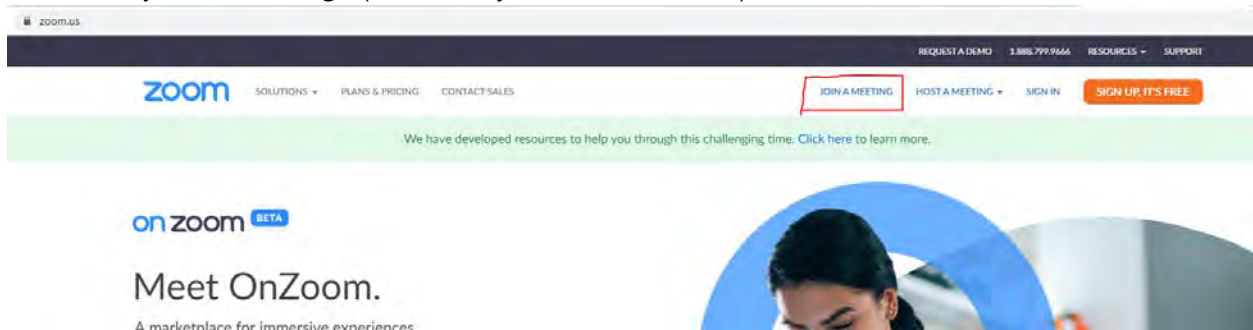 zoom.us
REQUEST A DEMO 1.888.799.9666 RESOURCES SUPPORT
zoom SOLUTIONS PLANS & PRICING CONTACT SALES JOIN A MEETING HOST A MEETING SIGN IN SIGN UP, IT'S FREE
We have developed resources to help you through this challenging time. Click here to learn more.
on zoom BETA
Meet OnZoom.
A marketplace for immersive experiences